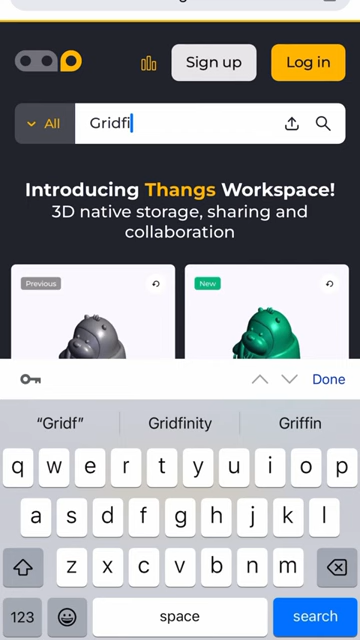 Sign up
Log in
All
Gridfi
Introducing Thangs Workspace!
3D native storage, sharing and
collaboration
Previous
New
Done
“Gridf”
Gridfinity
Griffin
q w e r t y u i o p
a s d f g h j k l
z x c v b n m
123
space
search